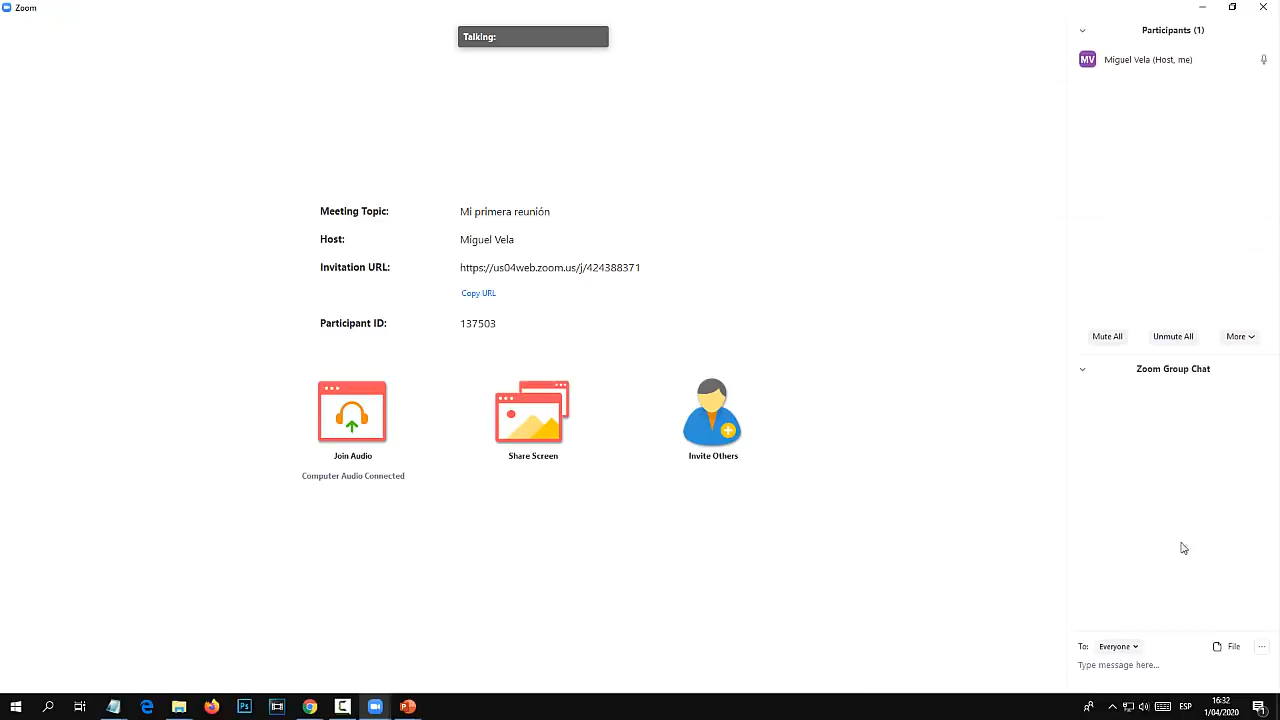 Zoom
Talking:
Participants (1)
MV Miguel Vela (Host, me)
Meeting Topic: Mi primera reunión
Host: Miguel Vela
Invitation URL: https://us04web.zoom.us/j/424388371
Copy URL
Participant ID: 137503
Mute All Unmute All More
Zoom Group Chat
Join Audio Share Screen Invite Others
Computer Audio Connected
To: Everyone File ...
Type message here...
Ps
ESP
16:32
1/04/2020